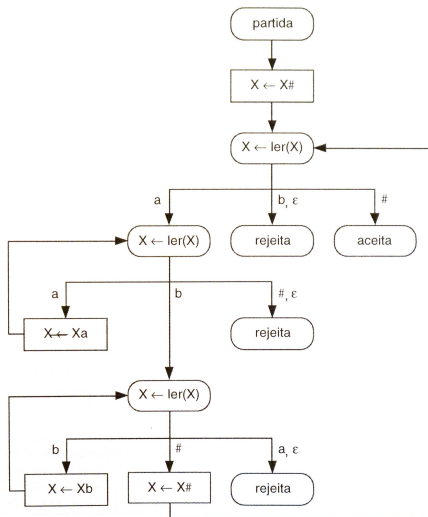 partida
X ← X#
X ← ler(X)
a
b, ε
#
X ← ler(X)
rejeita
aceita
a
b
#, ε
X ← Xa
rejeita
X ← ler(X)
b
#
a, ε
X ← Xb
X ← X#
rejeita